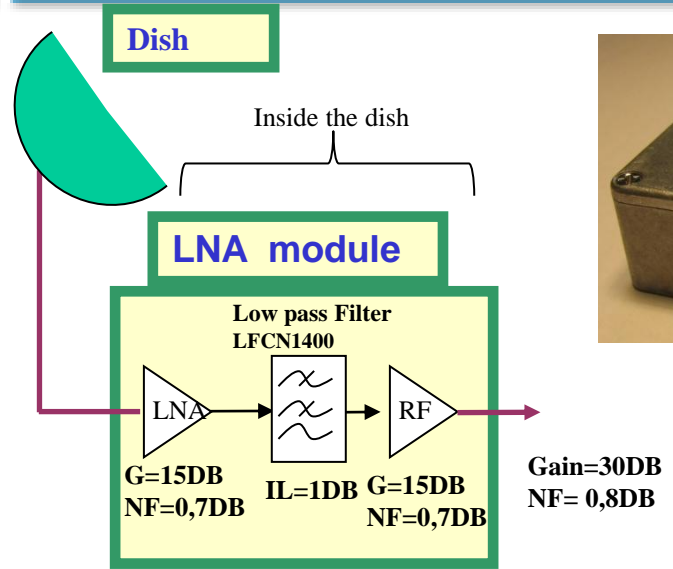 Dish
Inside the dish
LNA module
Low pass Filter
LFCN1400
LNA
RF
G=15DB
NF=0,7DB
IL=1DB
G=15DB
NF=0,7DB
Gain=30DB
NF= 0,8DB